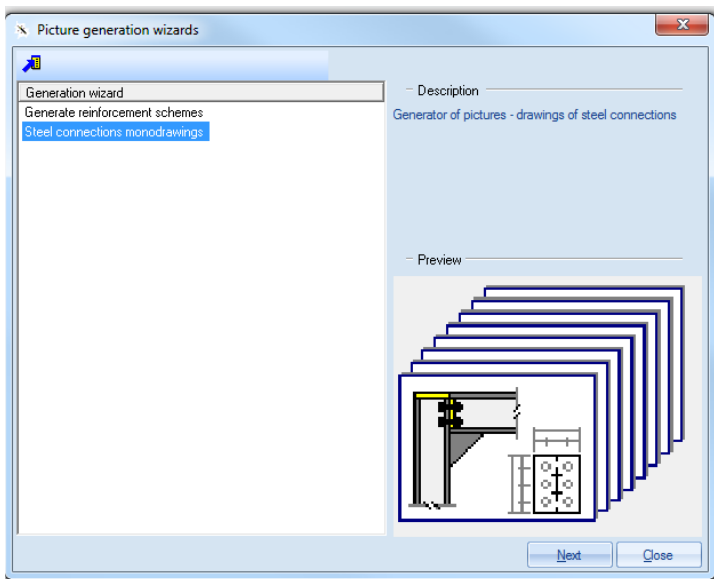 Picture generation wizards
Generation wizard
Generate reinforcement schemes
Steel connections monodrawings
Description
Generator of pictures - drawings of steel connections
Preview
Next
Close